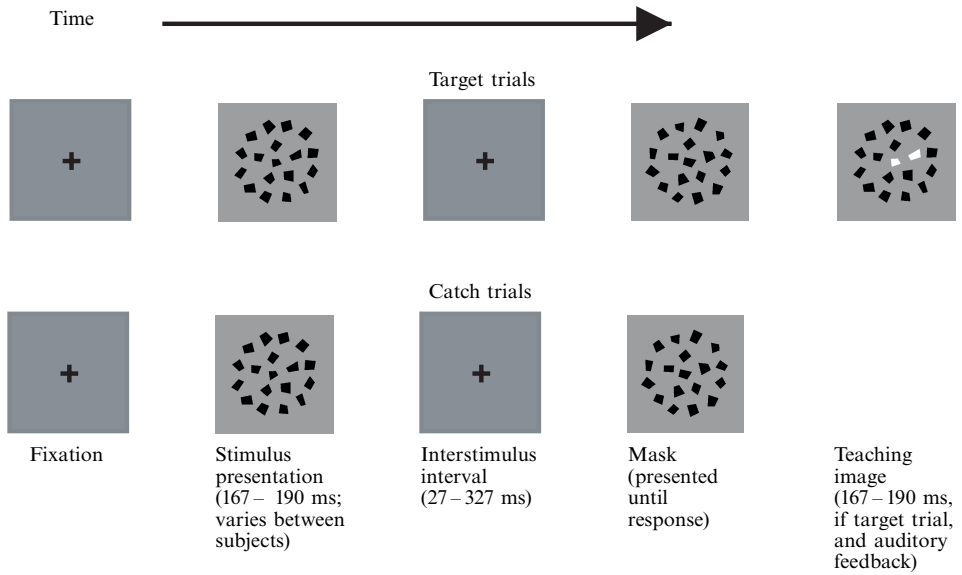 Time
Target trials
Catch trials
Fixation
Stimulus
presentation
(167– 190 ms;
varies between
subjects)
Interstimulus
interval
(27–327 ms)
Mask
(presented
until
response)
Teaching
image
(167–190 ms,
if target trial,
and auditory
feedback)